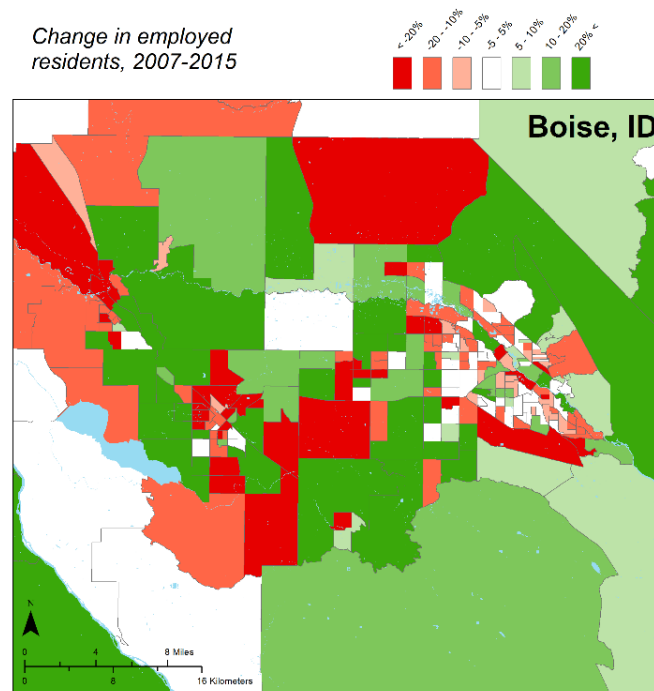 Change in employed
residents, 2007-2015
< -20%
-20 - -10%
-10 - -5%
-5 - -5%
5 - 10%
10 - 20%
20% <
Boise, ID
N
0 4 8 Miles
0 8 16 Kilometers